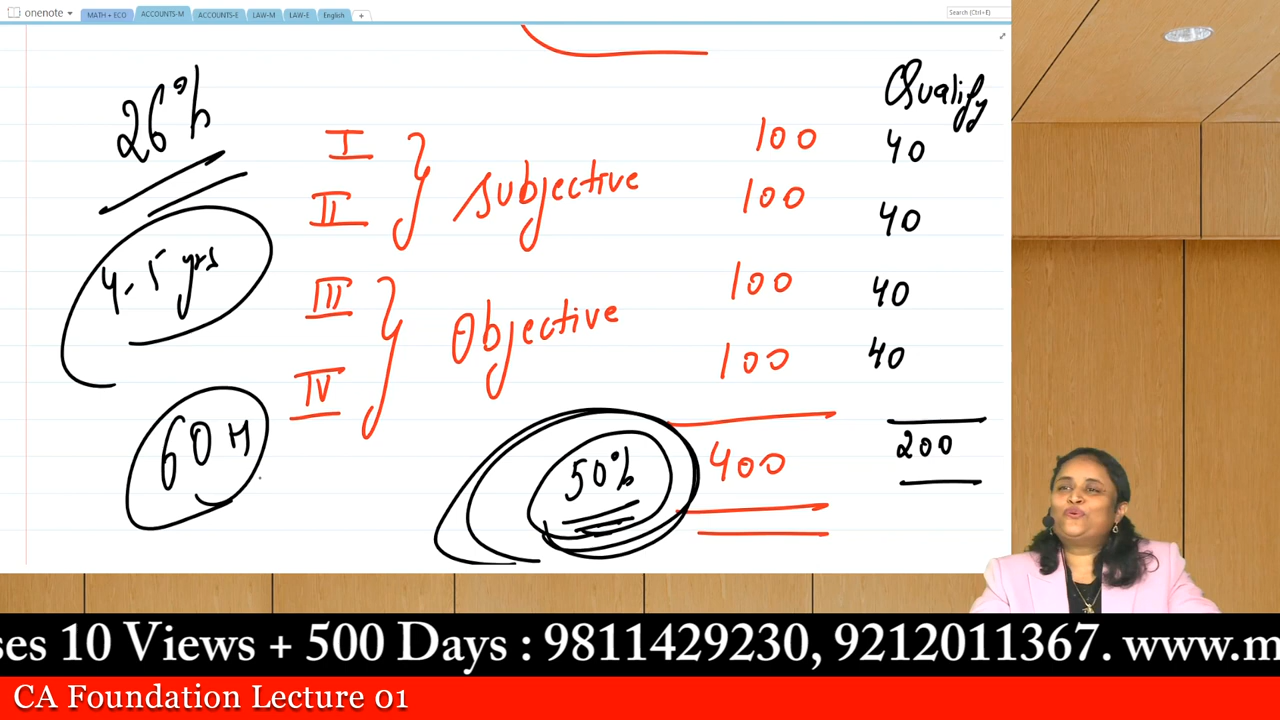 onenote MATH + ECO ACCOUNTS-M ACCOUNTS-E LAW-M LAW-E English + Search (Ctrl+E)
Qualify
26%
I 100 40
II Subjective 100 40
4-5 yrs
III 100 40
Objective
IV 100 40
60 M 50% 400 200
ses 10 Views + 500 Days : 9811429230, 9212011367. www.m
CA Foundation Lecture 01